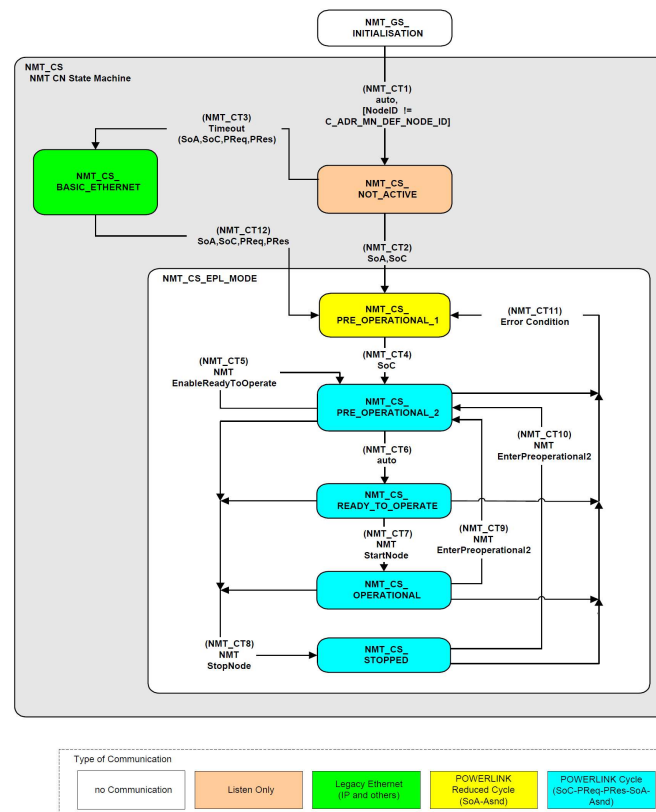 NMT_GS_
INITIALISATION
NMT_CS
NMT CN State Machine
(NMT_CT1)
auto,
[NodeID !=
C_ADR_MN_DEF_NODE_ID]
(NMT_CT3)
Timeout
(SoA,SoC,PReq,PRes)
NMT_CS_
BASIC_ETHERNET
NMT_CS_
NOT_ACTIVE
(NMT_CT12)
SoA,SoC,PReq,PRes
(NMT_CT2)
SoA,SoC
NMT_CS_EPL_MODE
NMT_CS_
PRE_OPERATIONAL_1
(NMT_CT11)
Error Condition
(NMT_CT4)
SoC
(NMT_CT5)
NMT
EnableReadyToOperate
NMT_CS_
PRE_OPERATIONAL_2
(NMT_CT10)
NMT
EnterPreoperational2
(NMT_CT6)
auto
NMT_CS_
READY_TO_OPERATE
(NMT_CT7)
NMT
StartNode
(NMT_CT9)
NMT
EnterPreoperational2
NMT_CS_
OPERATIONAL
(NMT_CT8)
NMT
StopNode
NMT_CS_
STOPPED
Type of Communication
no Communication
Listen Only
Legacy Ethernet
(IP and others)
POWERLINK
Reduced Cycle
(SoA-Asnd)
POWERLINK Cycle
(SoC-PReq-PRes-SoA-
Asnd)